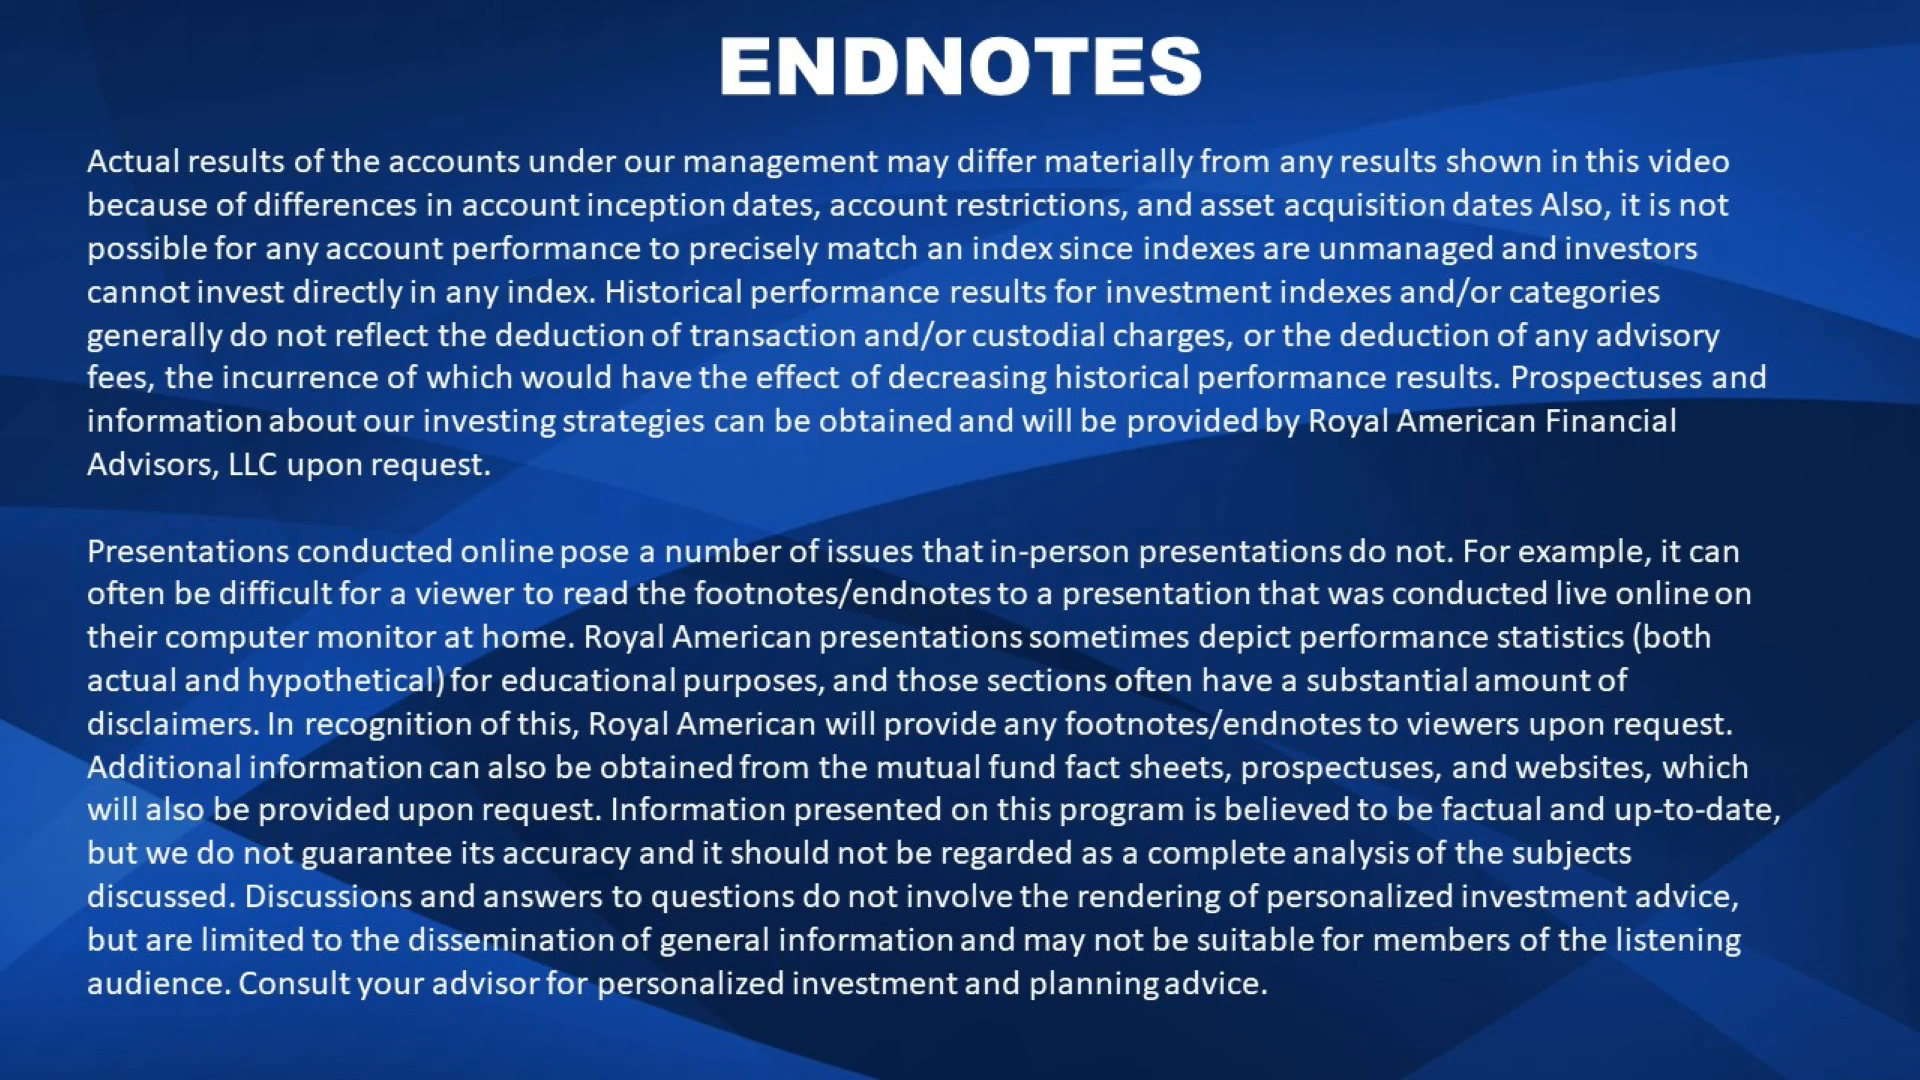 ENDNOTES
Actual results of the accounts under our management may differ materially from any results shown in this video
because of differences in account inception dates, account restrictions, and asset acquisition dates Also, it is not
possible for any account performance to precisely match an index since indexes are unmanaged and investors
cannot invest directly in any index. Historical performance results for investment indexes and/or categories
generally do not reflect the deduction of transaction and/or custodial charges, or the deduction of any advisory
fees, the incurrence of which would have the effect of decreasing historical performance results. Prospectuses and
information about our investing strategies can be obtained and will be provided by Royal American Financial
Advisors, LLC upon request.
Presentations conducted online pose a number of issues that in-person presentations do not. For example, it can
often be difficult for a viewer to read the footnotes/endnotes to a presentation that was conducted live online on
their computer monitor at home. Royal American presentations sometimes depict performance statistics (both
actual and hypothetical) for educational purposes, and those sections often have a substantial amount of
disclaimers. In recognition of this, Royal American will provide any footnotes/endnotes to viewers upon request.
Additional information can also be obtained from the mutual fund fact sheets, prospectuses, and websites, which
will also be provided upon request. Information presented on this program is believed to be factual and up-to-date,
but we do not guarantee its accuracy and it should not be regarded as a complete analysis of the subjects
discussed. Discussions and answers to questions do not involve the rendering of personalized investment advice,
but are limited to the dissemination of general information and may not be suitable for members of the listening
audience. Consult your advisor for personalized investment and planning advice.